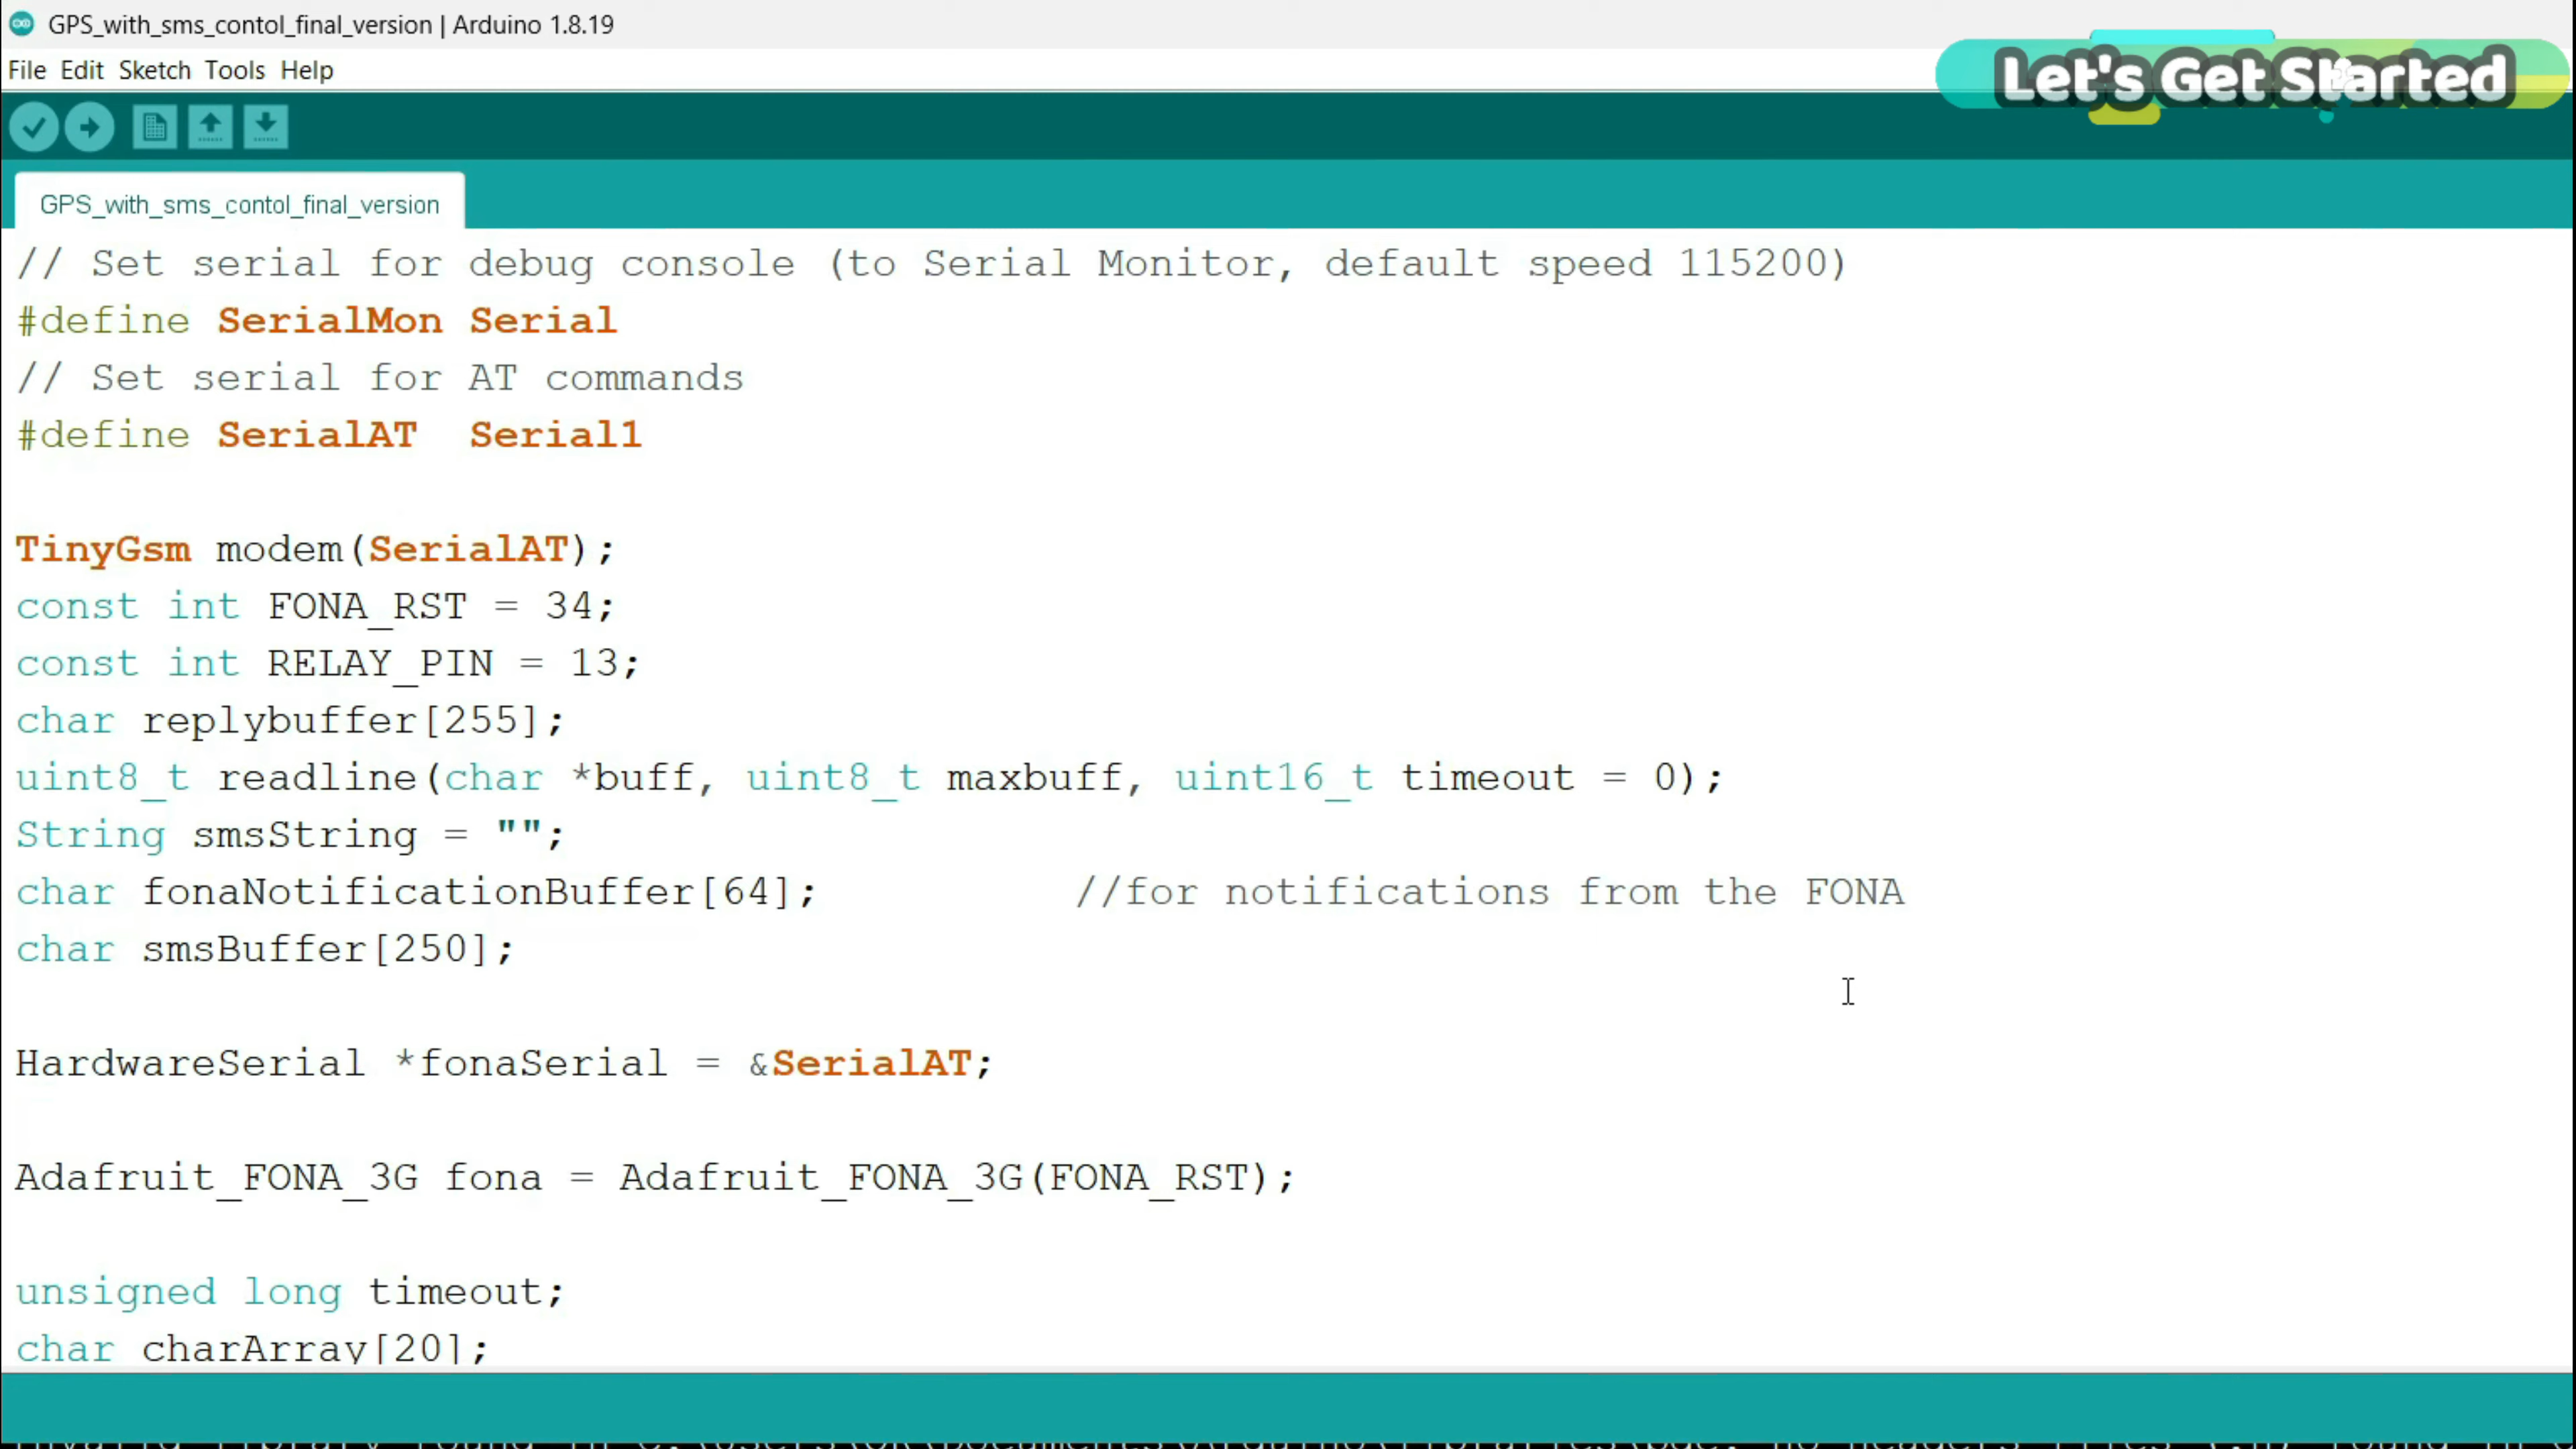 GPS_with_sms_contol_final_version | Arduino 1.8.19
File Edit Sketch Tools Help
Let's Get Started
GPS_with_sms_contol_final_version
// Set serial for debug console (to Serial Monitor, default speed 115200)
#define SerialMon Serial
// Set serial for AT commands
#define SerialAT  Serial1
TinyGsm modem(SerialAT);
const int FONA_RST = 34;
const int RELAY_PIN = 13;
char replybuffer[255];
uint8_t readline(char *buff, uint8_t maxbuff, uint16_t timeout = 0);
String smsString = "";
char fonaNotificationBuffer[64];          //for notifications from the FONA
char smsBuffer[250];
HardwareSerial *fonaSerial = &SerialAT;
Adafruit_FONA_3G fona = Adafruit_FONA_3G(FONA_RST);
unsigned long timeout;
char charArray[20];